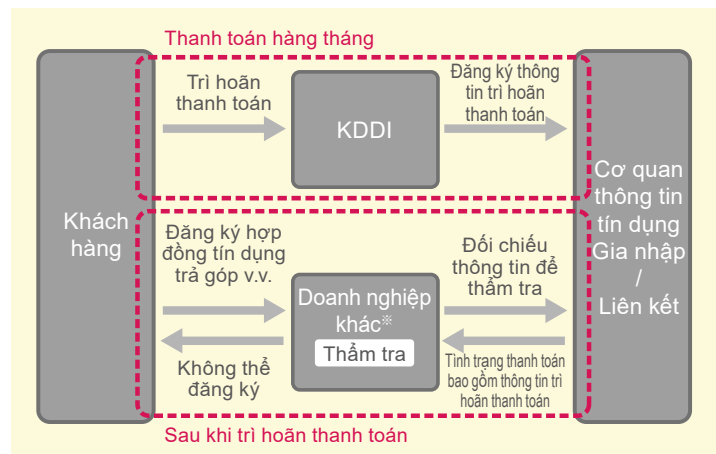 Thanh toán hàng tháng
Khách
hàng
Trì hoãn
thanh toán
KDDI
Đăng ký thông
tin trì hoãn
thanh toán
Cơ quan
thông tin
tín dụng
Gia nhập
/
Liên kết
Đăng ký hợp
đồng tín dụng
trả góp v.v.
Doanh nghiệp
khác※
Thẩm tra
Đối chiếu
thông tin để
thẩm tra
Không thể
đăng ký
Tình trạng thanh toán
bao gồm thông tin trì
hoãn thanh toán
Sau khi trì hoãn thanh toán